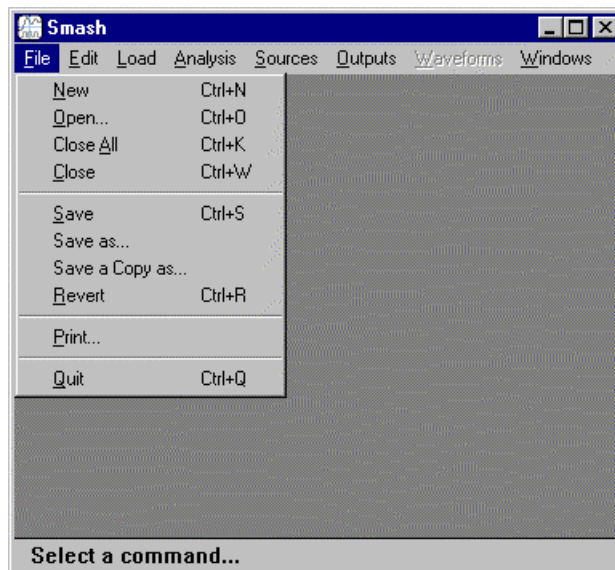 Smash
File Edit Load Analysis Sources Outputs Waveforms Windows
New Ctrl+N
Open... Ctrl+O
Close All Ctrl+K
Close Ctrl+W
Save Ctrl+S
Save as...
Save a Copy as...
Revert Ctrl+R
Print...
Quit Ctrl+Q
Select a command...